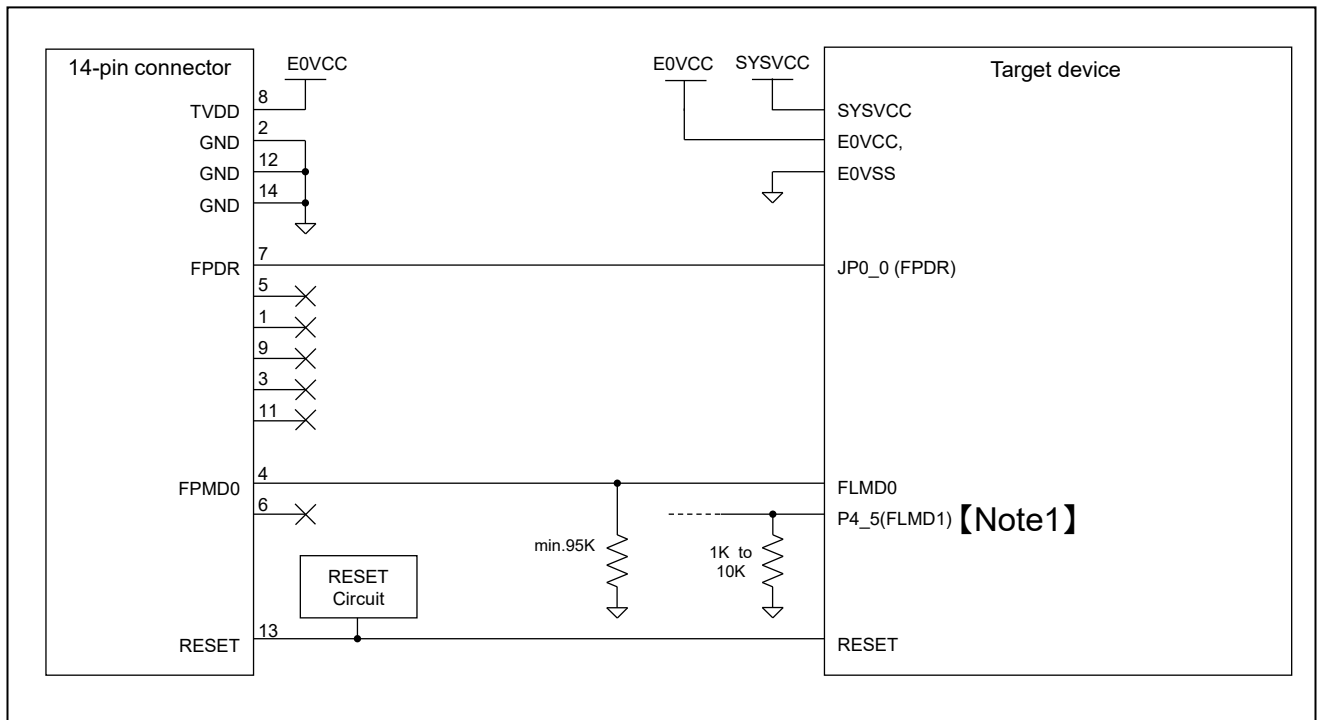 14-pin connector
E0VCC
E0VCC
SYSVCC
Target device
TVDD
8
SYSVCC
GND
2
E0VCC,
GND
12
E0VSS
GND
14
FPDR
7
JP0_0 (FPDR)
5
1
9
3
11
FPMD0
4
FLMD0
6
P4_5(FLMD1)【Note1】
min.95K
1K to
10K
RESET
Circuit
RESET
13
RESET